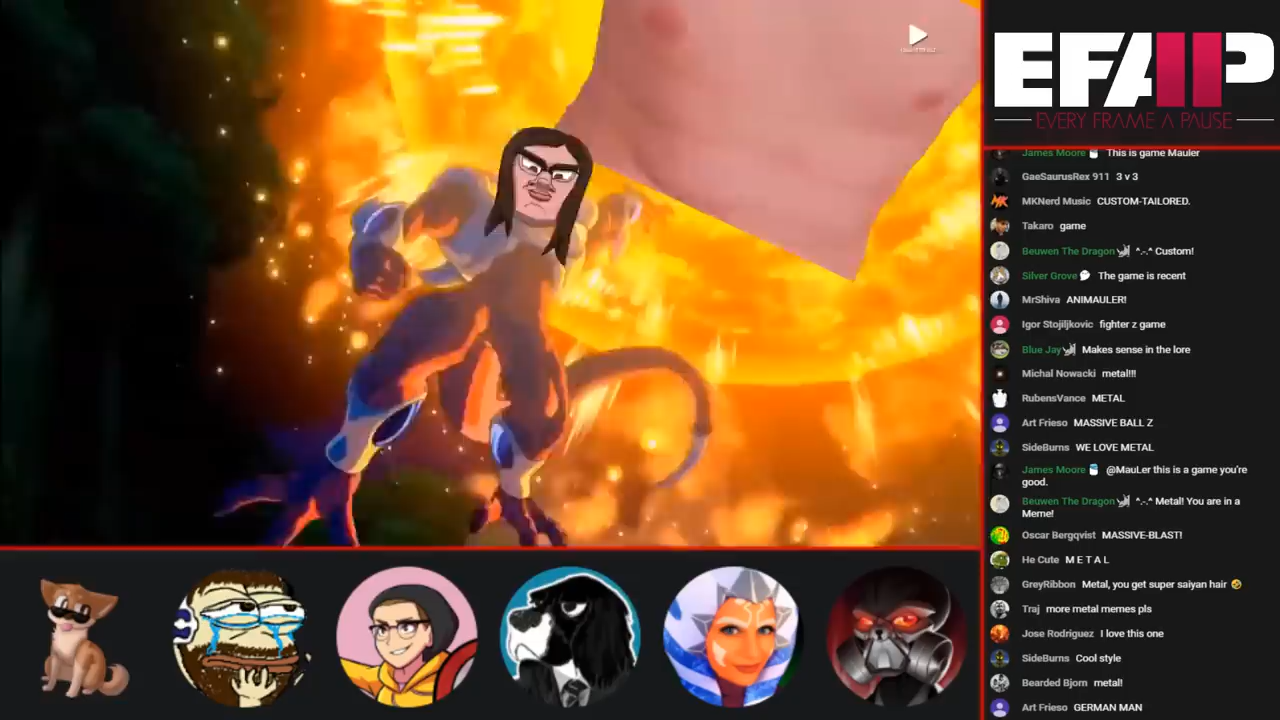 EFAP
EVERY FRAME A PAUSE
James Moore This is game Mauler
GaeSaurusRex 911 3 v 3
MKNerd Music CUSTOM-TAILORED.
Takaro game
Beuwen The Dragon ^.-.^ Custom!
Silver Grove The game is recent
MrShiva ANIMAULER!
Igor Stojiljkovic fighter z game
Blue Jay Makes sense in the lore
Michal Nowacki metal!!!
RubensVance METAL
Art Frieso MASSIVE BALL Z
SideBurns WE LOVE METAL
James Moore @MauLer this is a game you're
good.
Beuwen The Dragon ^.-.^ Metal! You are in a
Meme!
Oscar Bergqvist MASSIVE-BLAST!
He Cute M E T A L
GreyRibbon Metal, you get super saiyan hair 🤣
Traj more metal memes pls
Jose Rodriguez I love this one
SideBurns Cool style
Bearded Bjorn metal!
Art Frieso GERMAN MAN